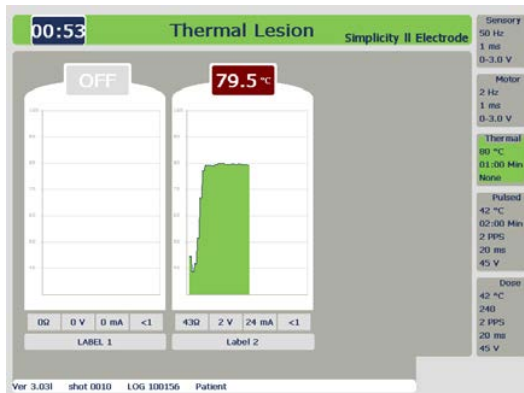 00:53
Thermal Lesion
Simplicity II Electrode
OFF
79.5 °C
0Ω 0 V 0 mA <1
LABEL 1
43Ω 2 V 24 mA <1
Label 2
Sensory
50 Hz
1 ms
0-3.0 V
Motor
2 Hz
1 ms
0-3.0 V
Thermal
80 °C
01:00 Min
None
Pulsed
42 °C
02:00 Min
2 PPS
20 ms
45 V
Dose
42 °C
240
2 PPS
20 ms
45 V
Ver 3.03l shot 0010 LOG 100156 Patient